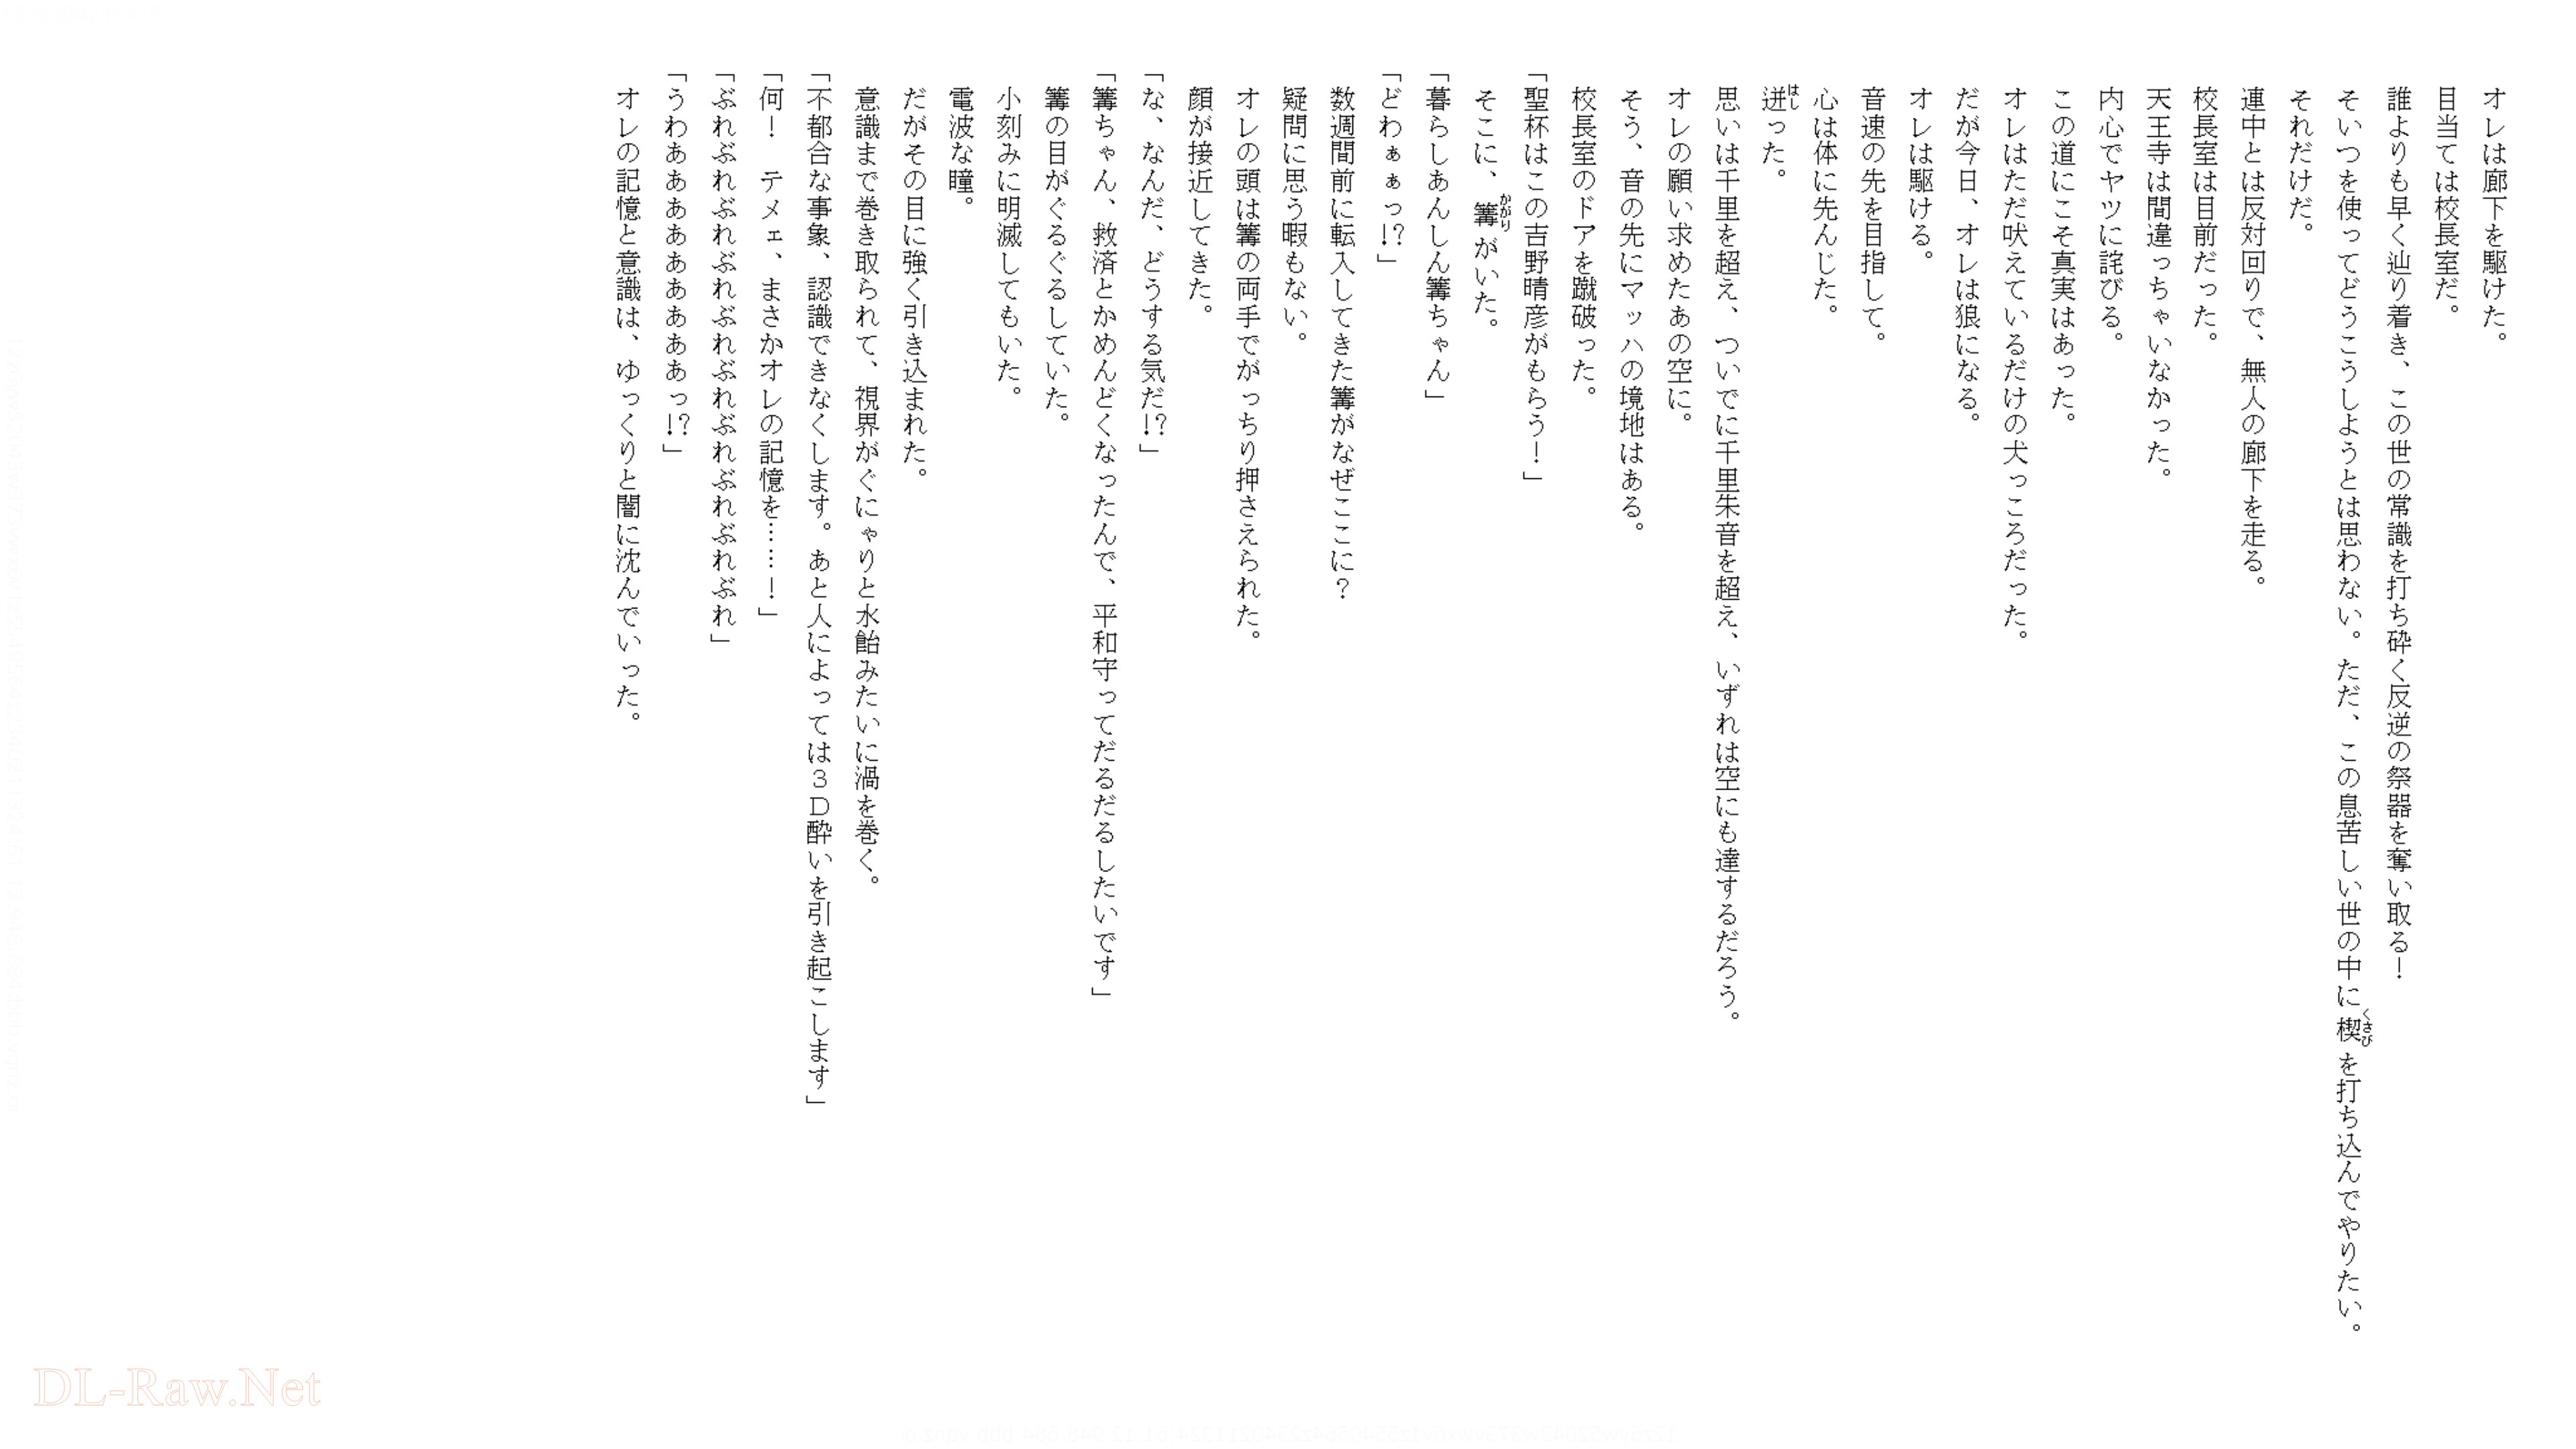 オレは廊下を駆けた。
目当ては校長室だ。
誰よりも早く辿り着き、この世の常識を打ち砕く反逆の祭器を奪い取る！
そいつを使ってどうこうしようとは思わない。ただ、この息苦しい世の中に楔くさびを打ち込んでやりたい。
それだけだ。
連中とは反対回りで、無人の廊下を走る。
校長室は目前だった。
天王寺は間違っちゃいなかった。
内心でヤツに詫びる。
この道にこそ真実はあった。
オレはただ吠えているだけの犬っころだった。
だが今日、オレは狼になる。
オレは駆ける。
音速の先を目指して。
心は体に先んじた。
迸はしった。
思いは千里を超え、ついでに千里朱音を超え、いずれは空にも達するだろう。
オレの願い求めたあの空に。
そう、音の先にマッハの境地はある。
校長室のドアを蹴破った。
「聖杯はこの吉野晴彦がもらう！」
そこに、篝かがりがいた。
「暮らしあんしん篝ちゃん」
「どわぁぁっ!?」
数週間前に転入してきた篝がなぜここに？
疑問に思う暇もない。
オレの頭は篝の両手でがっちり押さえられた。
顔が接近してきた。
「な、なんだ、どうする気だ!?」
「篝ちゃん、救済とかめんどくなったんで、平和守ってだるだるしたいです」
篝の目がぐるぐるしていた。
小刻みに明滅してもいた。
電波な瞳。
だがその目に強く引き込まれた。
意識まで巻き取られて、視界がぐにゃりと水飴みたいに渦を巻く。
「不都合な事象、認識できなくします。あと人によっては３Ｄ酔いを引き起こします」
「何！　テメェ、まさかオレの記憶を……！」
「ぶれぶれぶれぶれぶれぶれぶれぶれぶれぶれ」
「うわあああああああああっ!?」
オレの記憶と意識は、ゆっくりと闇に沈んでいった。
DL-Raw.Net